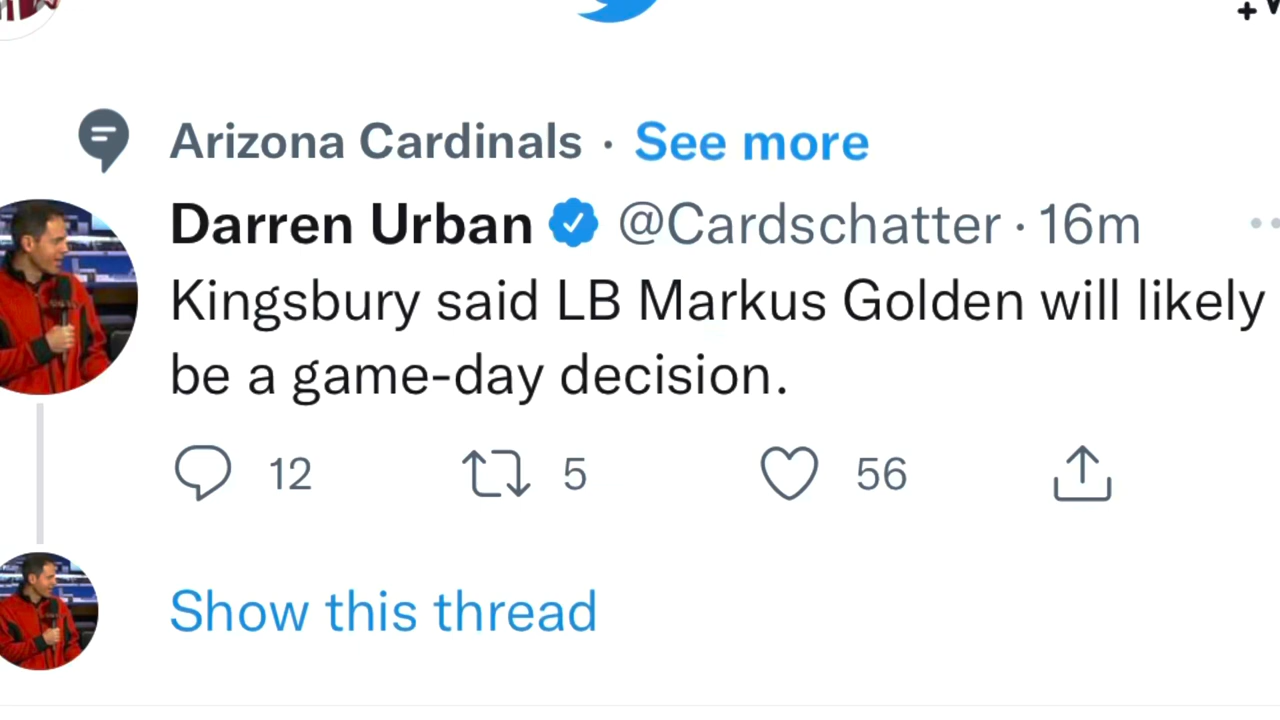 Arizona Cardinals · See more
Darren Urban @Cardschatter · 16m
Kingsbury said LB Markus Golden will likely
be a game-day decision.
12 5 56
Show this thread